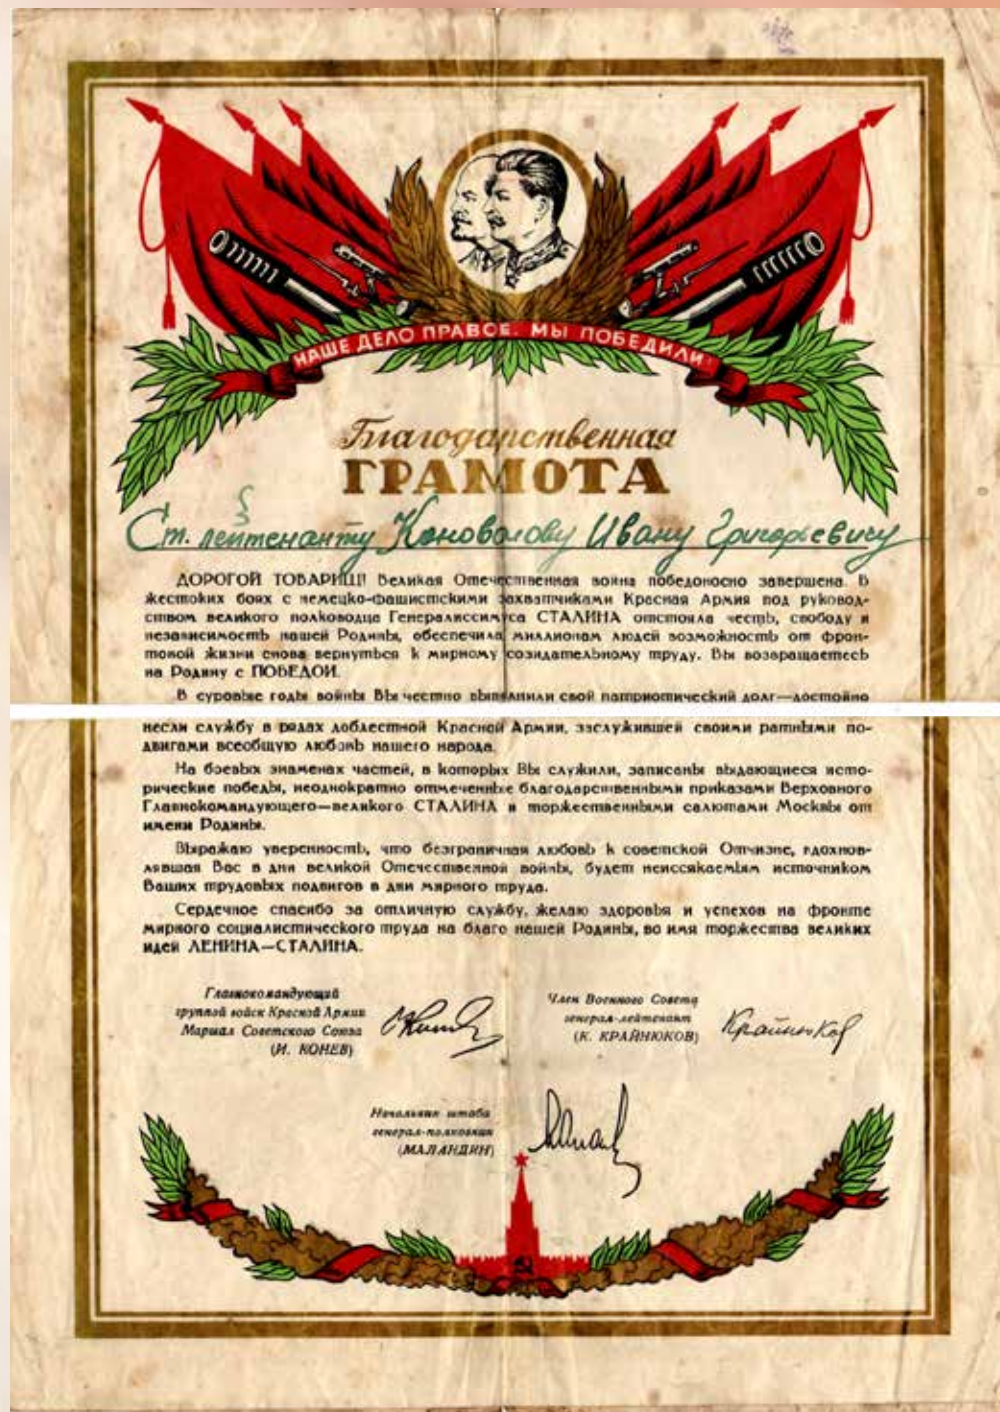 НАШЕ ДЕЛО ПРАВОЕ. МЫ ПОБЕДИЛИ
Благодарственная
ГРАМОТА
Ст. лейтенанту Коновалову Ивану Григорьевичу
ДОРОГОЙ ТОВАРИЩ! Великая Отечественная война победоносно завершена. В
жестоких боях с немецко-фашистскими захватчиками Красная Армия под руковод-
ством великого полководца Генералиссимуса СТАЛИНА отстояла честь, свободу и
независимость нашей Родины, обеспечила миллионам людей возможность от фрон-
товой жизни снова вернуться к мирному созидательному труду. Вы возвращаетесь
на Родину с ПОБЕДОЙ.
В суровые годы войны Вы честно выполнили свой патриотический долг—достойно
несли службу в рядах доблестной Красной Армии, заслужившей своими ратными по-
двигами всеобщую любовь нашего народа.
На боевых знаменах частей, в которых Вы служили, записаны выдающиеся исто-
рические победы, неоднократно отмеченные благодарственными приказами Верховного
Главнокомандующего—великого СТАЛИНА и торжественными салютами Москвы от
имени Родины.
Выражаю уверенность, что безграничная любовь к советской Отчизне, вдохнов-
лявшая Вас в дни великой Отечественной войны, будет неиссякаемым источником
Ваших трудовых подвигов в дни мирного труда.
Сердечное спасибо за отличную службу, желаю здоровья и успехов на фронте
мирного социалистического труда на благо нашей Родины, во имя торжества великих
идей ЛЕНИНА—СТАЛИНА.
Главнокомандующий
группой войск Красной Армии
Маршал Советского Союза
(И. КОНЕВ)
Член Военного Совета
генерал-лейтенант
(К. КРАЙНЮКОВ)
Крайнюков
Начальник штаба
генерал-полковник
(МАЛАНДИН)